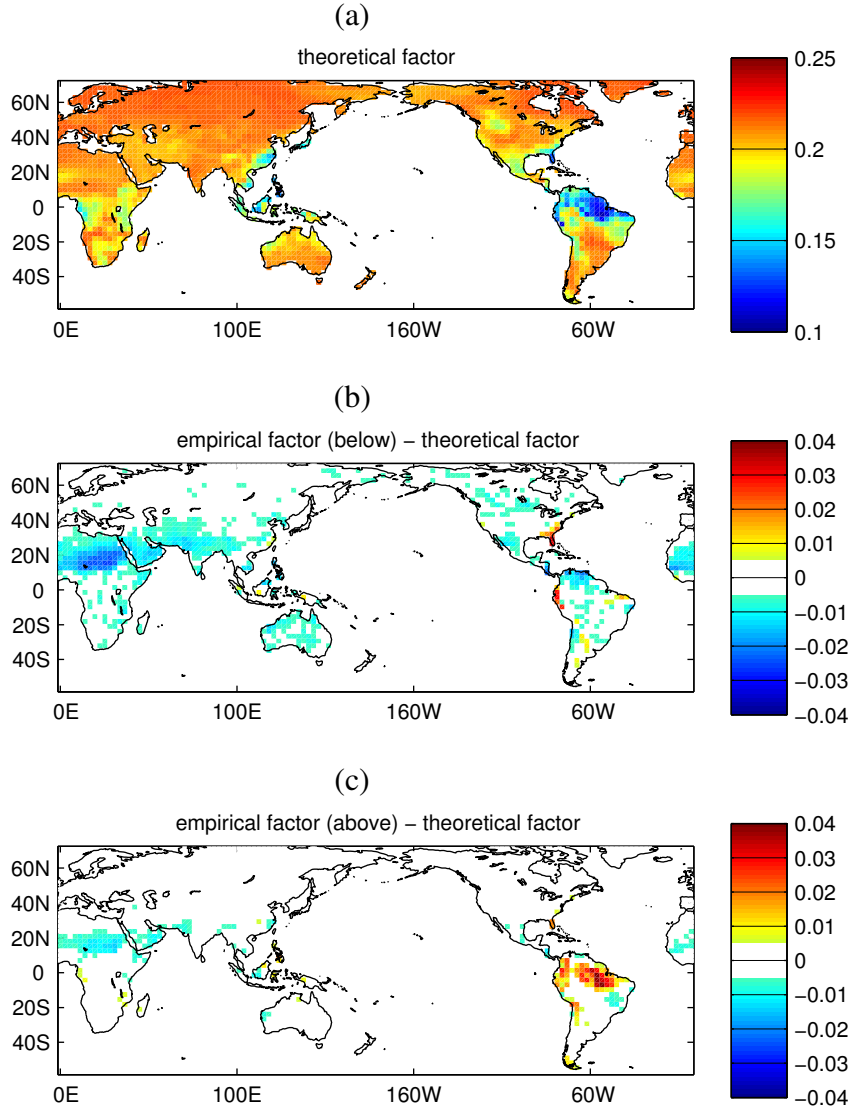 (a)
theoretical factor
60N
40N
20N
0
20S
40S
0E
100E
160W
60W
0.25
0.2
0.15
0.1
(b)
empirical factor (below) − theoretical factor
60N
40N
20N
0
20S
40S
0E
100E
160W
60W
0.04
0.03
0.02
0.01
0
−0.01
−0.02
−0.03
−0.04
(c)
empirical factor (above) − theoretical factor
60N
40N
20N
0
20S
40S
0E
100E
160W
60W
0.04
0.03
0.02
0.01
0
−0.01
−0.02
−0.03
−0.04